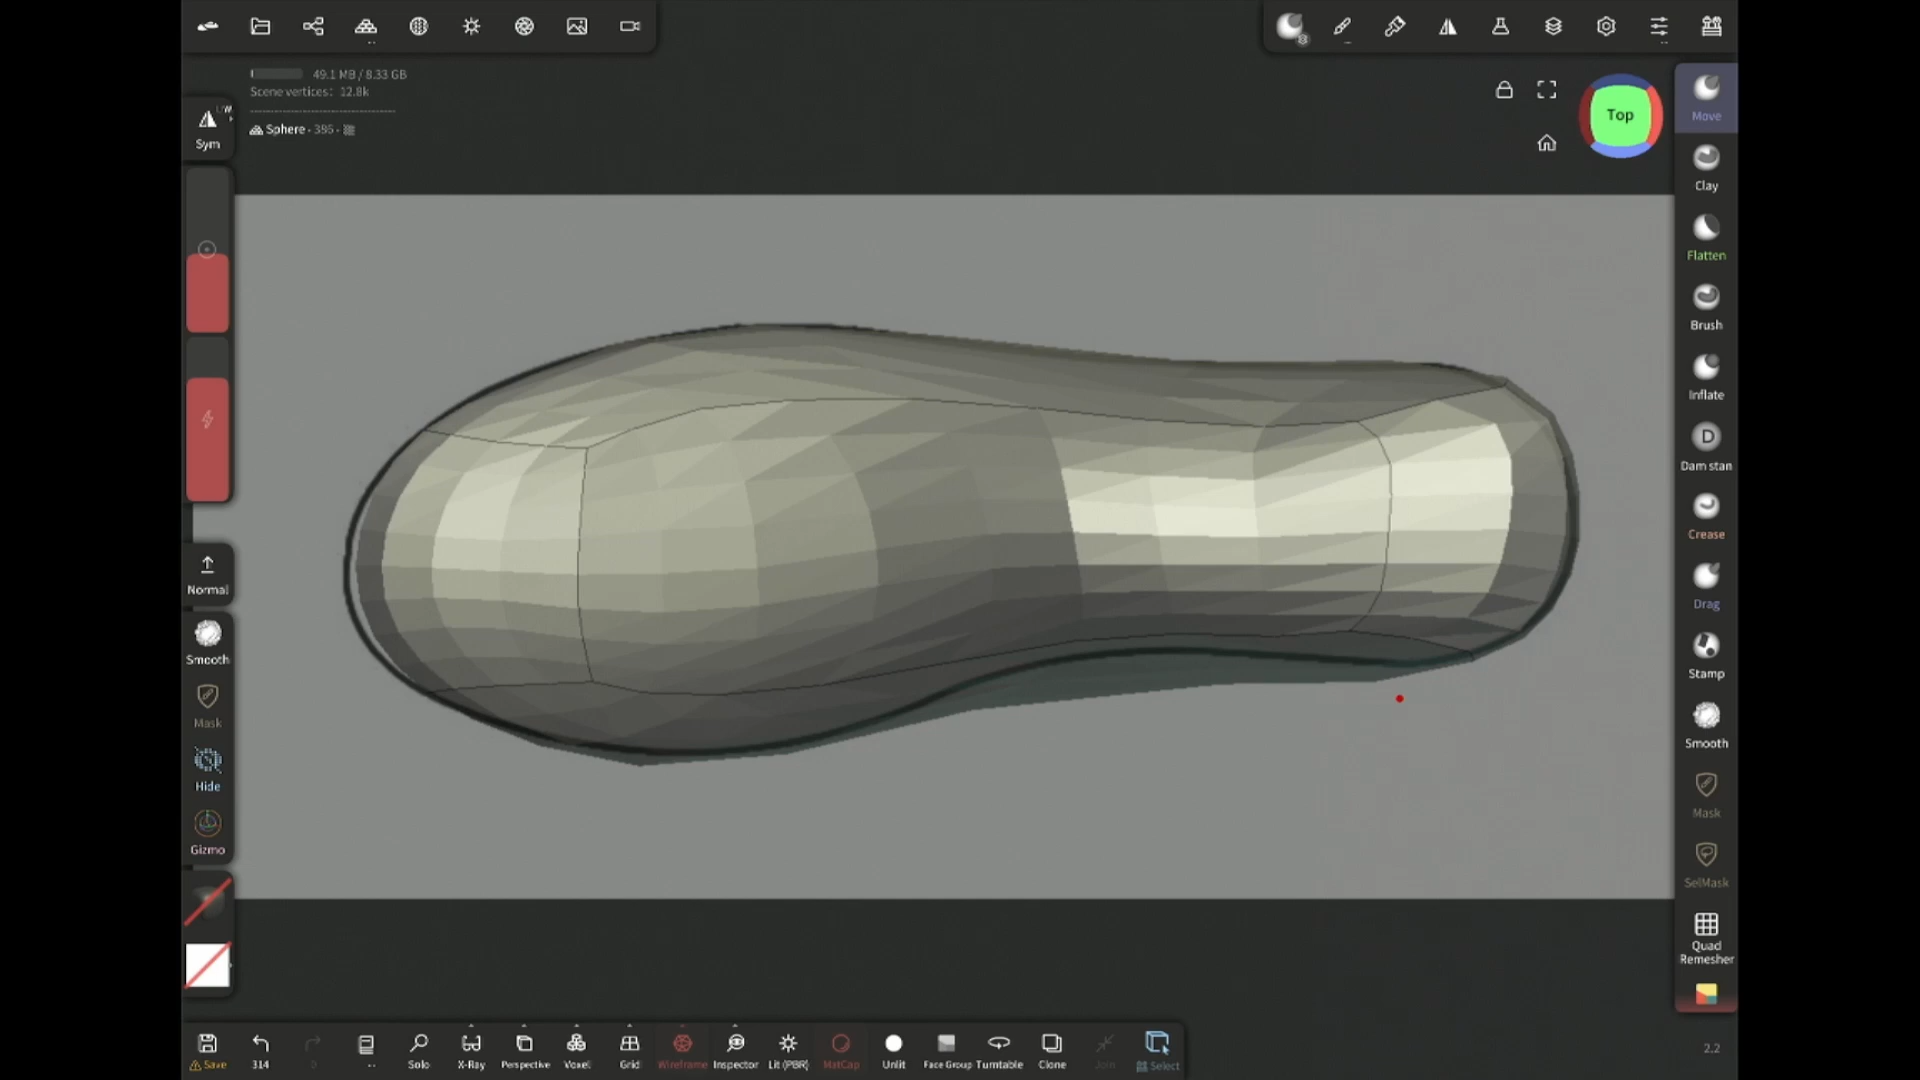 49.1 MB / 8.33 GB
Scene vertices: 12.8k
Sphere - 386 -
Sym
Top
Move
Clay
Flatten
Brush
Inflate
D
Dam stan
Crease
Drag
Stamp
Smooth
Mask
SelMask
Quad
Remesher
Normal
Smooth
Mask
Hide
Gizmo
Save
314
0
Solo
X-Ray
Perspective
Voxel
Grid
Wireframe
Inspector
Lit (PBR)
MatCap
Unlit
Face Group
Turntable
Clone
Join
Select
2.2